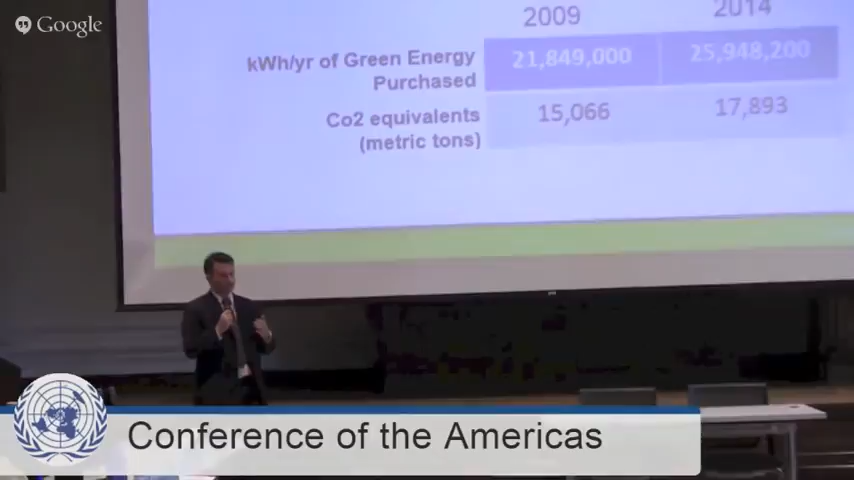 Google
2009 2014
kWh/yr of Green Energy 21,849,000 25,948,200
Purchased
Co2 equivalents 15,066 17,893
(metric tons)
Conference of the Americas